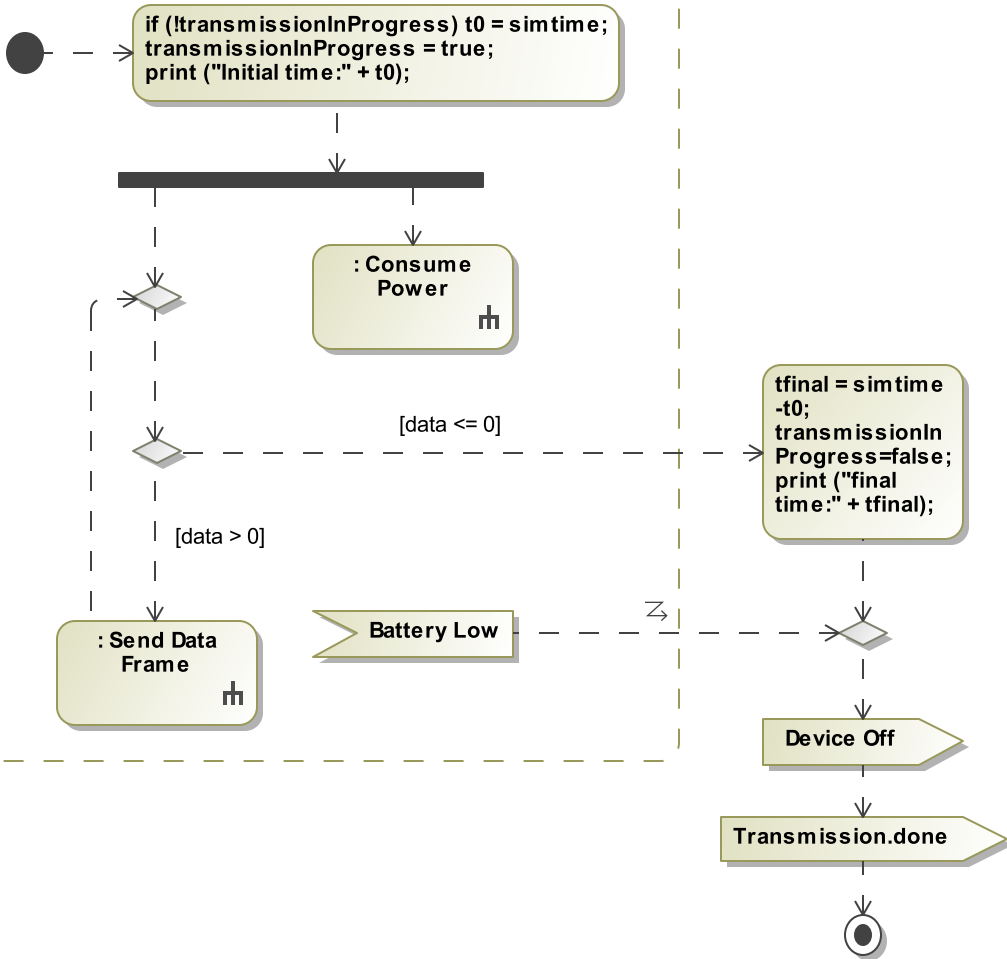 if (!transmissionInProgress) t0 = simtime;
transmissionInProgress = true;
print ("Initial time:" + t0);
: Consume
Power
[data <= 0]
tfinal = simtime
-t0;
transmissionIn
Progress=false;
print ("final
time:" + tfinal);
[data > 0]
: Send Data
Frame
Battery Low
Device Off
Transmission.done